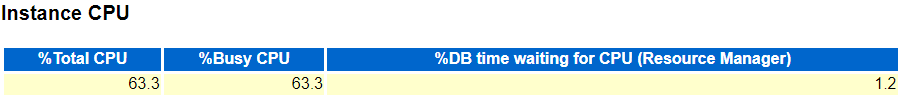 Instance CPU
%Total CPU %Busy CPU %DB time waiting for CPU (Resource Manager)
63.3 63.3 1.2